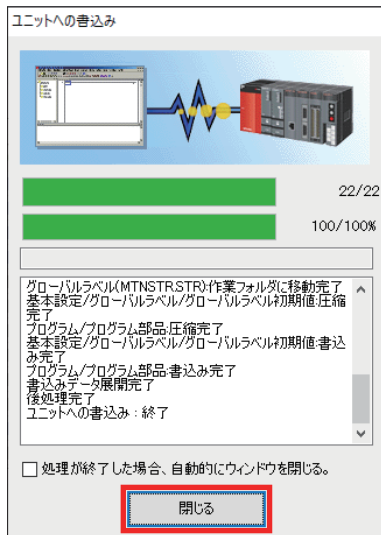 ユニットへの書込み
22/22
100/100%
グローバルラベル(MTNSTR.STR):作業フォルダに移動完了
基本設定/グローバルラベル/グローバルラベル初期値:圧縮
完了
プログラム/プログラム部品:圧縮完了
基本設定/グローバルラベル/グローバルラベル初期値:書込
み完了
プログラム/プログラム部品:書込み完了
書込みデータ展開完了
後処理完了
ユニットへの書込み : 終了
処理が終了した場合、自動的にウィンドウを閉じる。
閉じる